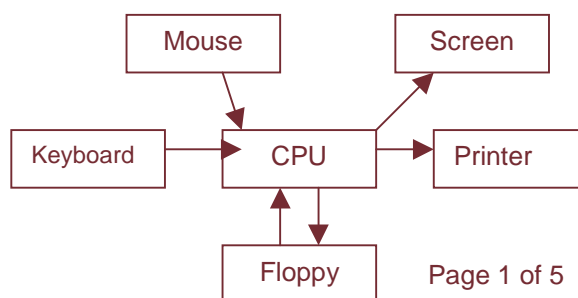 Mouse
Screen
Keyboard
CPU
Printer
Floppy
Page 1 of 5